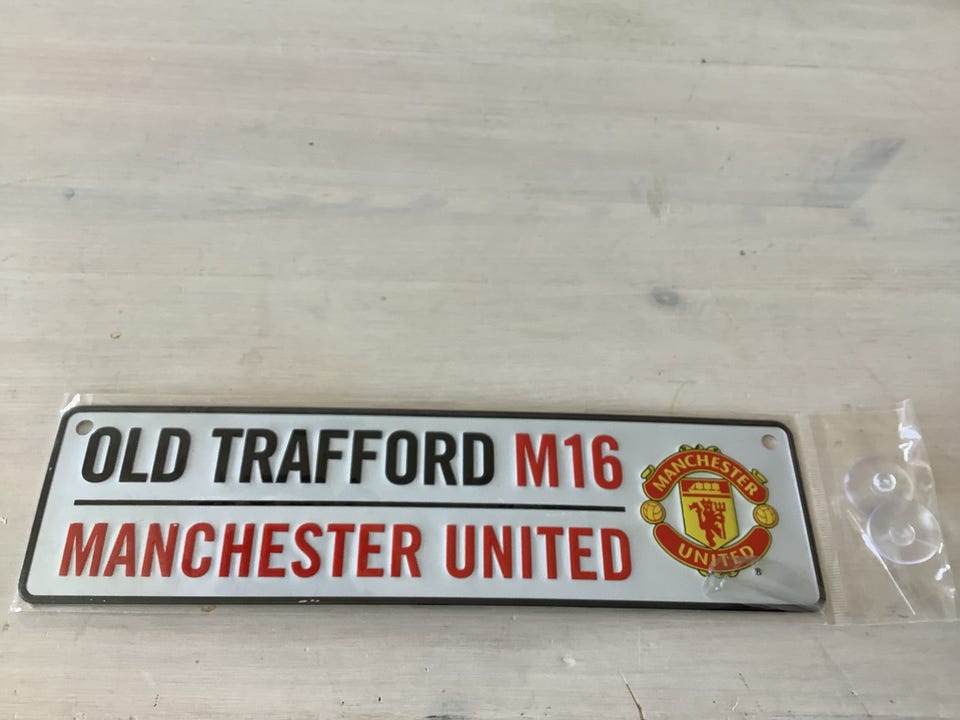 OLD TRAFFORD M16
MANCHESTER UNITED
MANCHESTER
UNITED